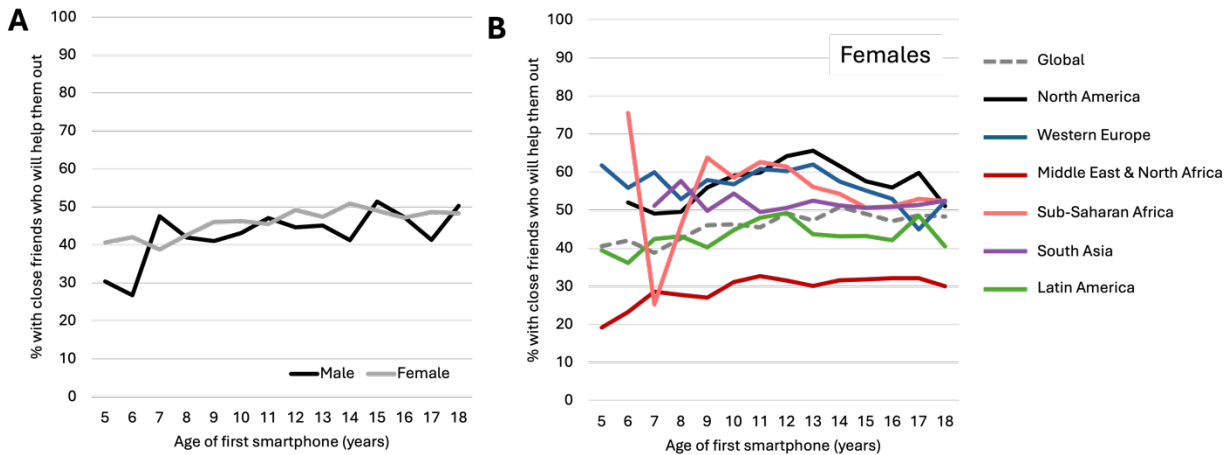 A
% with close friends who will help them out
100
90
80
70
60
50
40
30
20
10
0
Male
Female
5 6 7 8 9 10 11 12 13 14 15 16 17 18
Age of first smartphone (years)
B
% with close friends who will help them out
Females
100
90
80
70
60
50
40
30
20
10
0
5 6 7 8 9 10 11 12 13 14 15 16 17 18
Age of first smartphone (years)
Global
North America
Western Europe
Middle East & North Africa
Sub-Saharan Africa
South Asia
Latin America